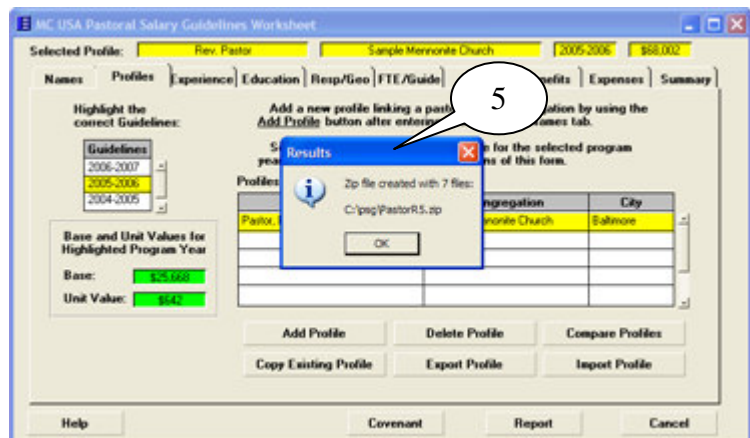 MC USA Pastoral Salary Guidelines Worksheet
Selected Profile: Rev. Pastor Sample Mennonite Church 2005-2006 $68,002
Names Profiles Experience Education Resp/Geo FTE/Guide nefits Expenses Summary
Highlight the
correct Guidelines:
Add a new profile linking a past ation by using the
Add Profile button after entering ames tab.
5
Guidelines
2006-2007
2005-2006
2004-2005
Results
e for the selected program
ns of this form.
Profiles
Zip file created with 7 files:
C:\psg\PastorR5.zip
OK
ngregation City
Pastor, nonite Church Baltimore
Base and Unit Values for
Highlighted Program Year
Base: $25,668
Unit Value: $642
Add Profile Delete Profile Compare Profiles
Copy Existing Profile Export Profile Import Profile
Help Covenant Report Cancel